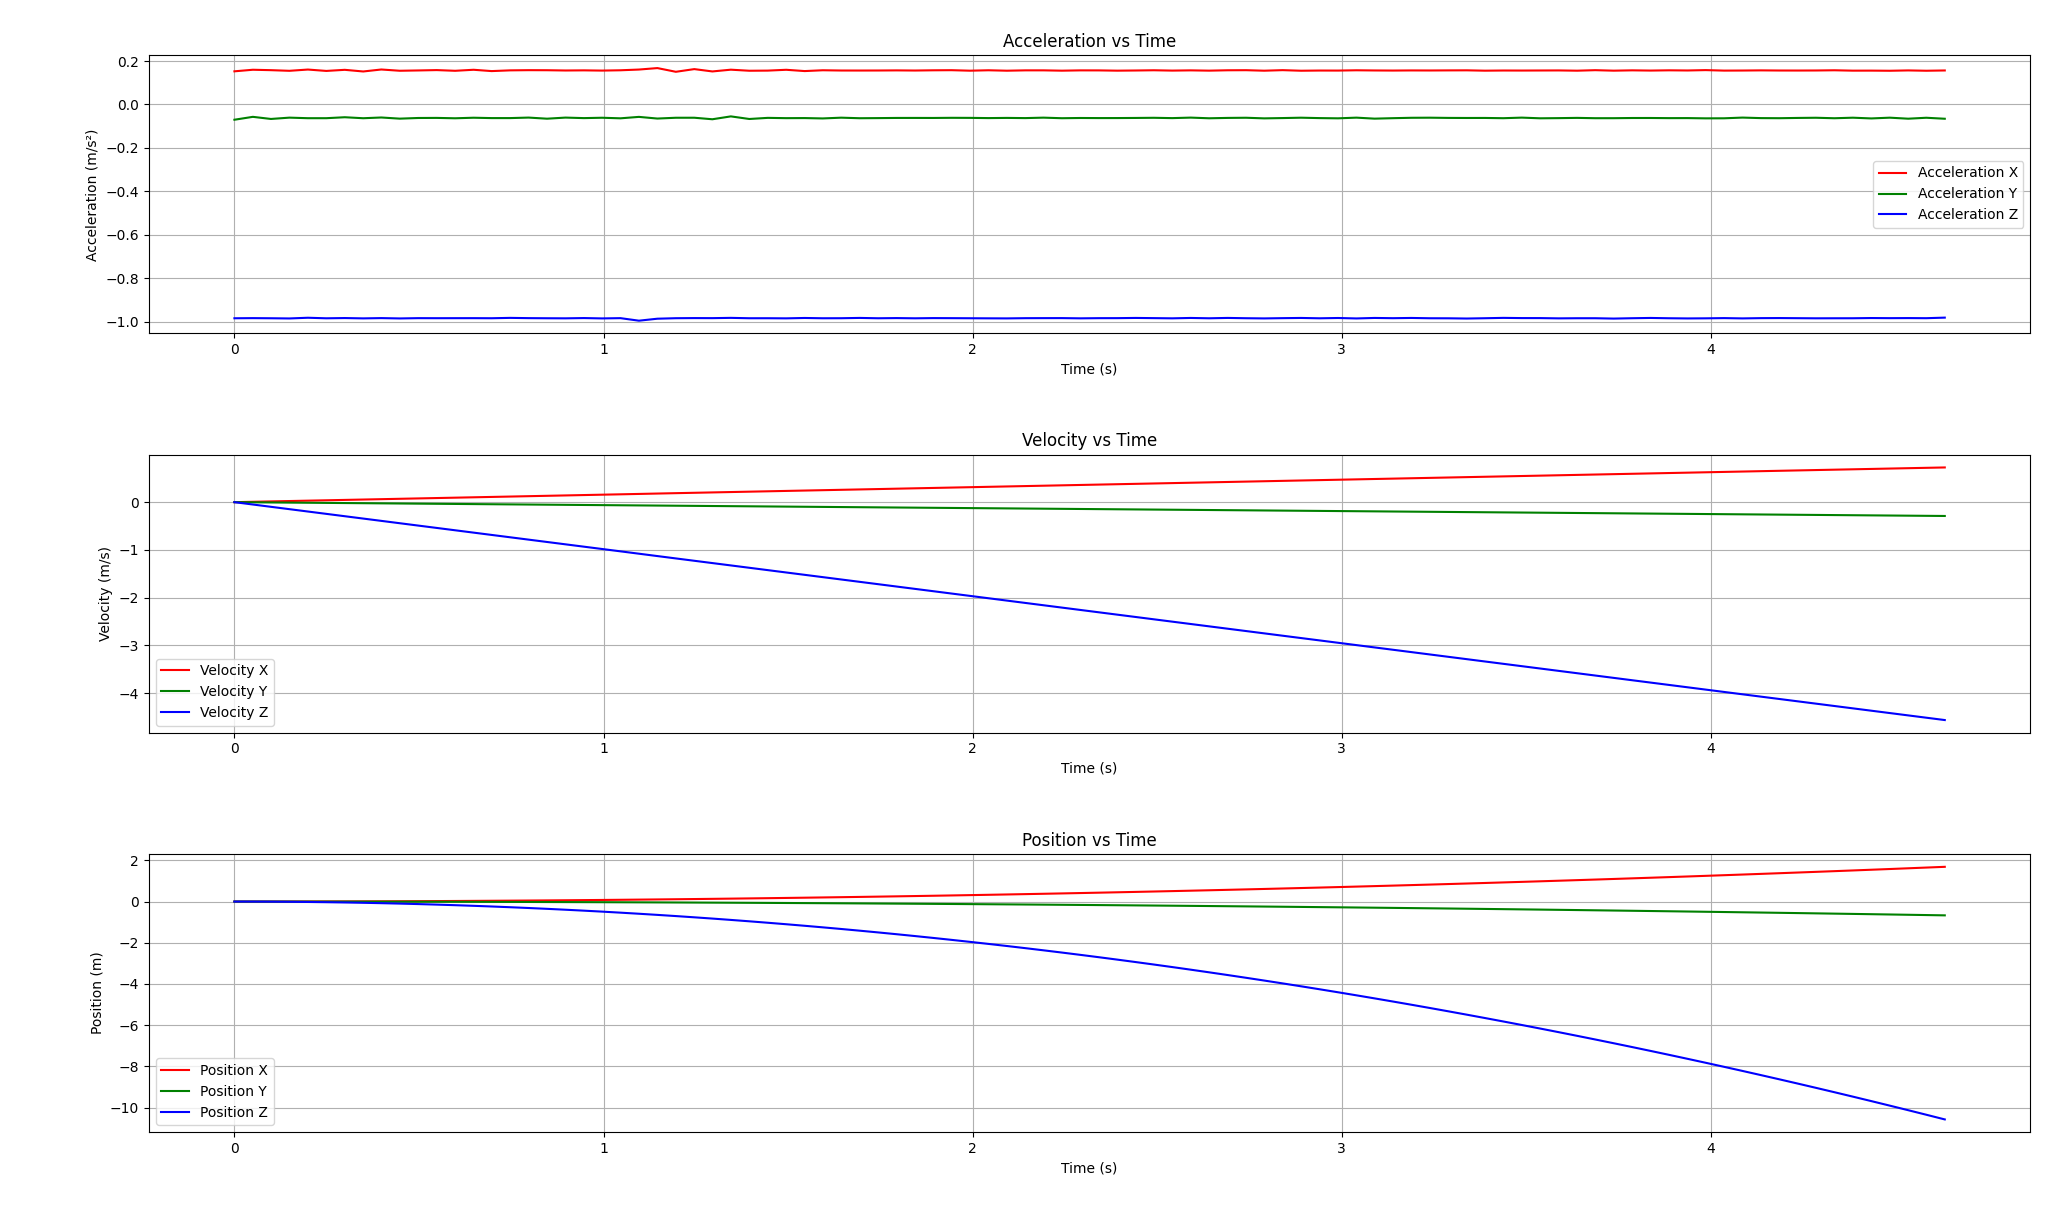 Acceleration vs Time
Acceleration (m/s²)
0.2
0.0
−0.2
−0.4
−0.6
−0.8
−1.0
Acceleration X
Acceleration Y
Acceleration Z
0 1 2 3 4
Time (s)
Velocity vs Time
Velocity (m/s)
0
−1
−2
−3
−4
Velocity X
Velocity Y
Velocity Z
0 1 2 3 4
Time (s)
Position vs Time
Position (m)
2
0
−2
−4
−6
−8
−10
Position X
Position Y
Position Z
0 1 2 3 4
Time (s)